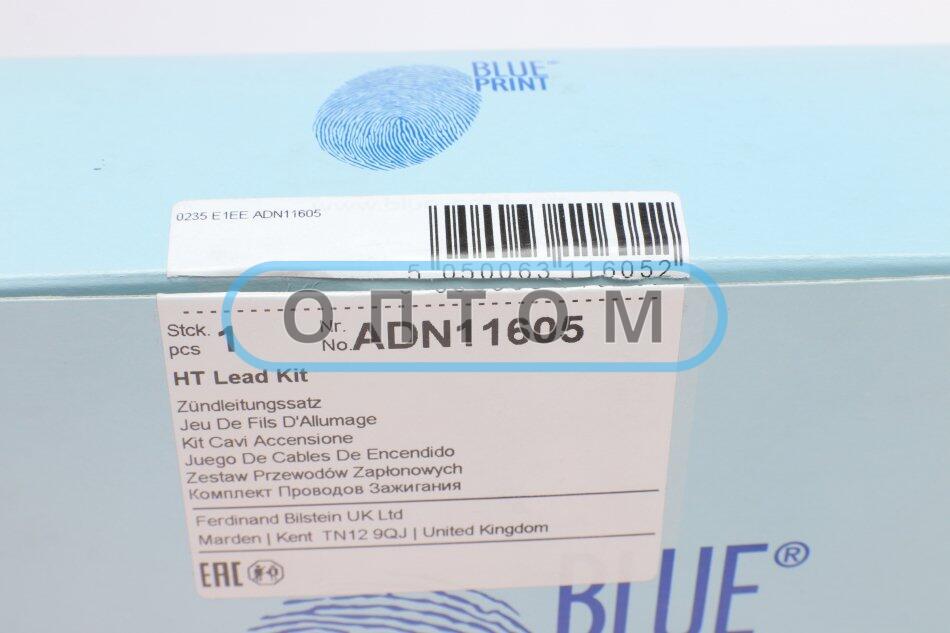 BLUE
PRINT
0235 E1EE ADN11605
5 050063 116052
ОПТОМ
Stck. pcs 1 Nr. No. ADN11605
HT Lead Kit
Zündleitungssatz
Jeu De Fils D'Allumage
Kit Cavi Accensione
Juego De Cables De Encendido
Zestaw Przewodów Zapłonowych
Комплект Проводов Зажигания
Ferdinand Bilstein UK Ltd
Marden | Kent TN12 9QJ | United Kingdom
EAC
BLUE®